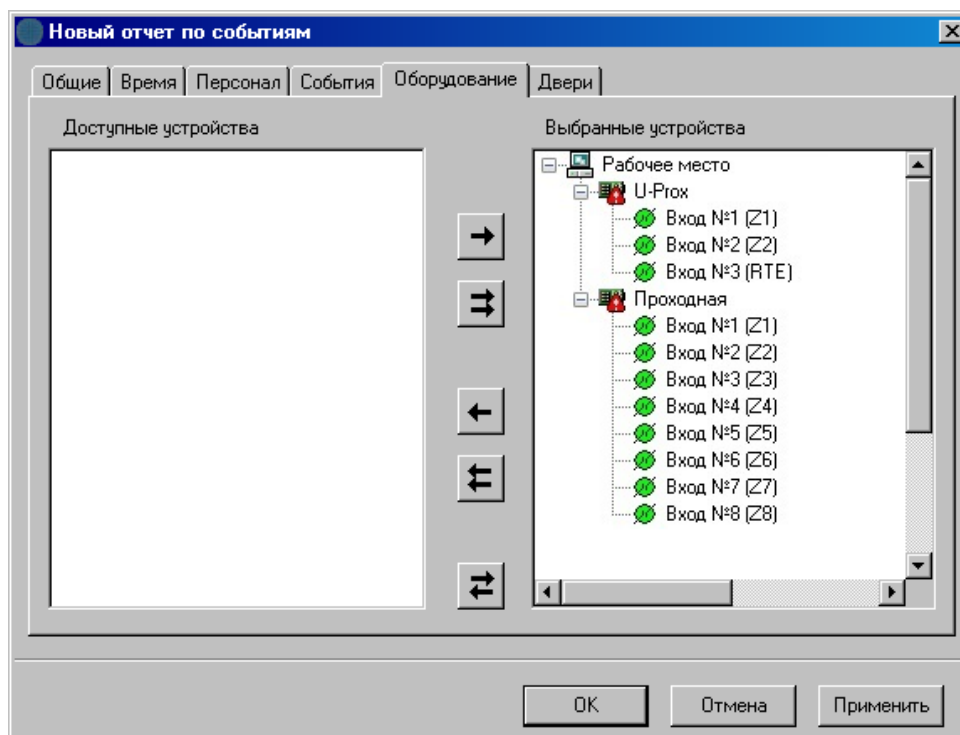 Новый отчет по событиям
Общие Время Персонал События Оборудование Двери
Доступные устройства
Выбранные устройства
Рабочее место
U-Prox
Вход №1 (Z1)
Вход №2 (Z2)
Вход №3 (RTE)
Проходная
Вход №1 (Z1)
Вход №2 (Z2)
Вход №3 (Z3)
Вход №4 (Z4)
Вход №5 (Z5)
Вход №6 (Z6)
Вход №7 (Z7)
Вход №8 (Z8)
OK Отмена Применить